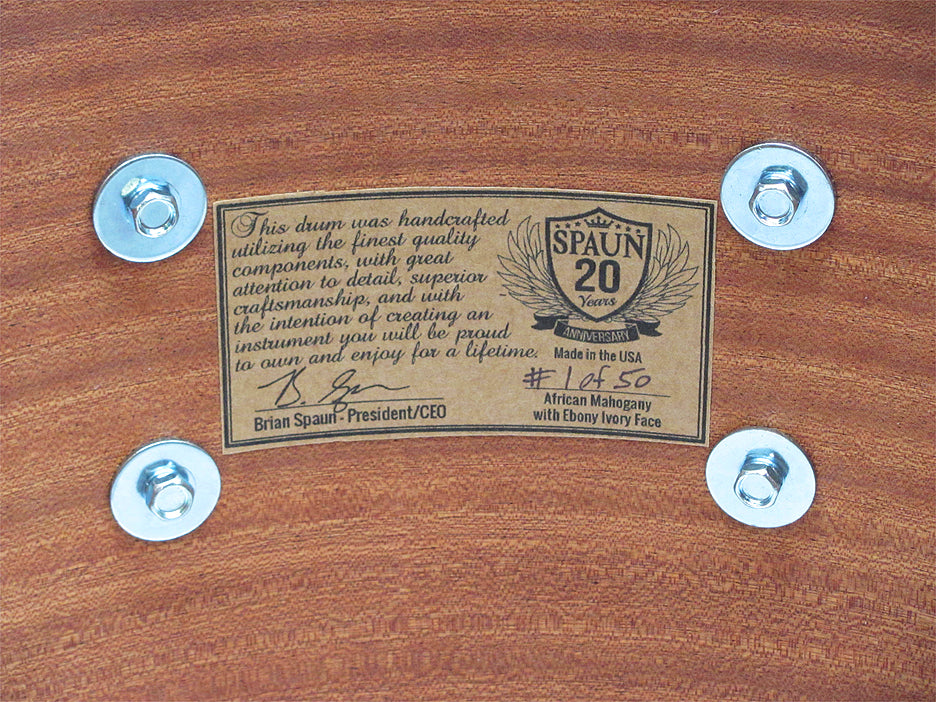 This drum was handcrafted
utilizing the finest quality
components, with great
attention to detail, superior
craftsmanship, and with
the intention of creating an
instrument you will be proud
to own and enjoy for a lifetime.
B. Spaun
Brian Spaun - President/CEO
SPAUN
20
Years
ANNIVERSARY
Made in the USA
# 1 of 50
African Mahogany
with Ebony Ivory Face